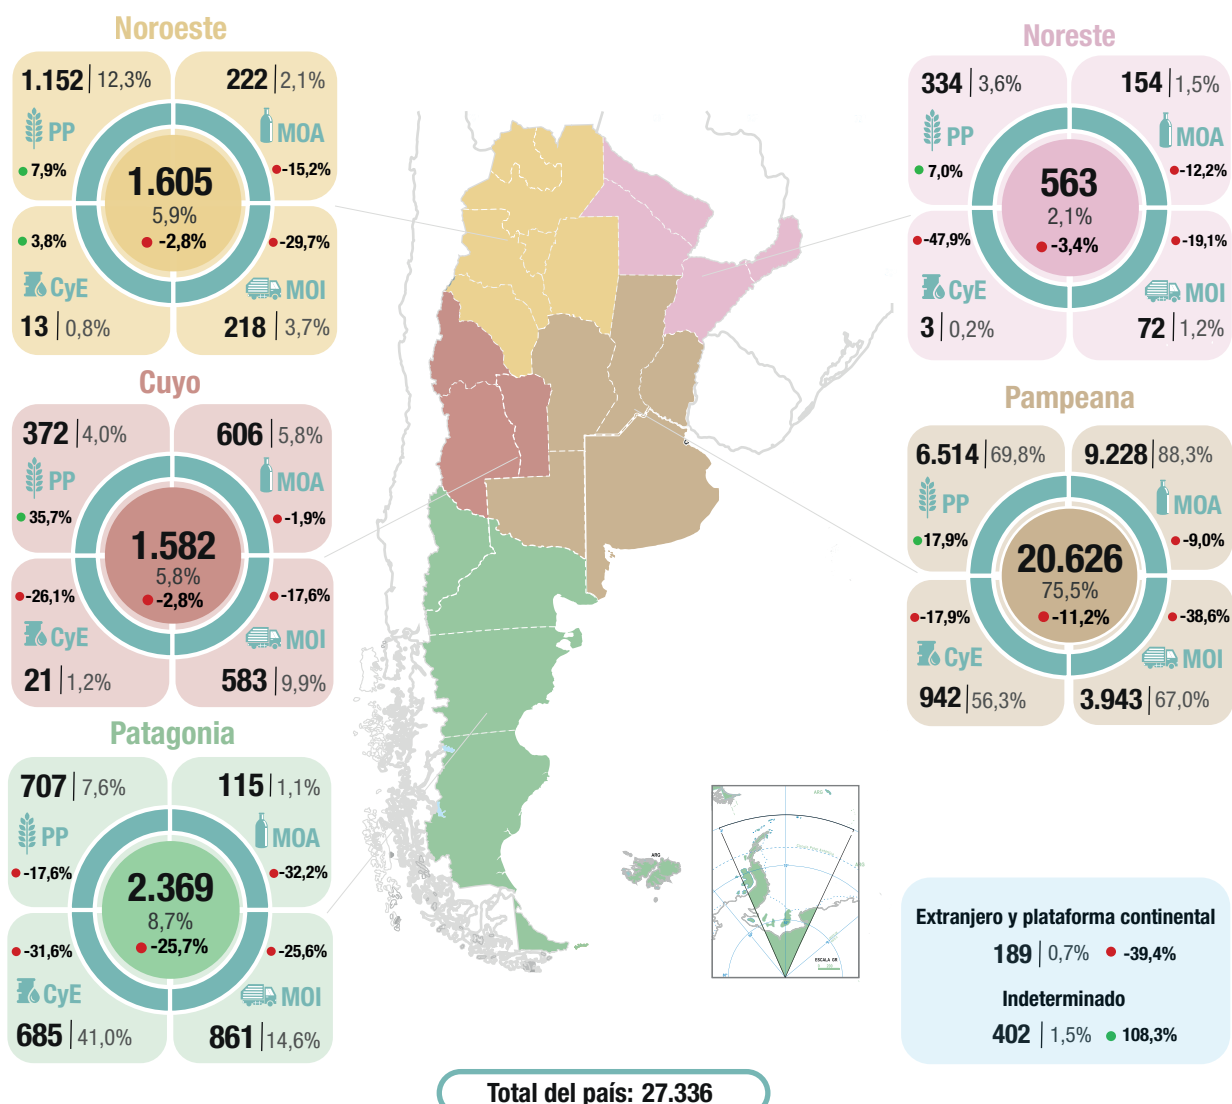 Noroeste
1.152 | 12,3%
222 | 2,1%
PP
MOA
7,9%
-15,2%
1.605
5,9%
-2,8%
3,8%
-29,7%
CyE
MOI
13 | 0,8%
218 | 3,7%
Noreste
334 | 3,6%
154 | 1,5%
PP
MOA
7,0%
-12,2%
563
2,1%
-3,4%
-47,9%
-19,1%
CyE
MOI
3 | 0,2%
72 | 1,2%
Cuyo
372 | 4,0%
606 | 5,8%
PP
MOA
35,7%
-1,9%
1.582
5,8%
-2,8%
-26,1%
-17,6%
CyE
MOI
21 | 1,2%
583 | 9,9%
Pampeana
6.514 | 69,8%
9.228 | 88,3%
PP
MOA
17,9%
-9,0%
20.626
75,5%
-11,2%
-17,9%
-38,6%
CyE
MOI
942 | 56,3%
3.943 | 67,0%
Patagonia
707 | 7,6%
115 | 1,1%
PP
MOA
-17,6%
-32,2%
2.369
8,7%
-25,7%
-31,6%
-25,6%
CyE
MOI
685 | 41,0%
861 | 14,6%
ARG
ESCALA GR
Extranjero y plataforma continental
189 | 0,7% -39,4%
Indeterminado
402 | 1,5% 108,3%
Total del país: 27.336